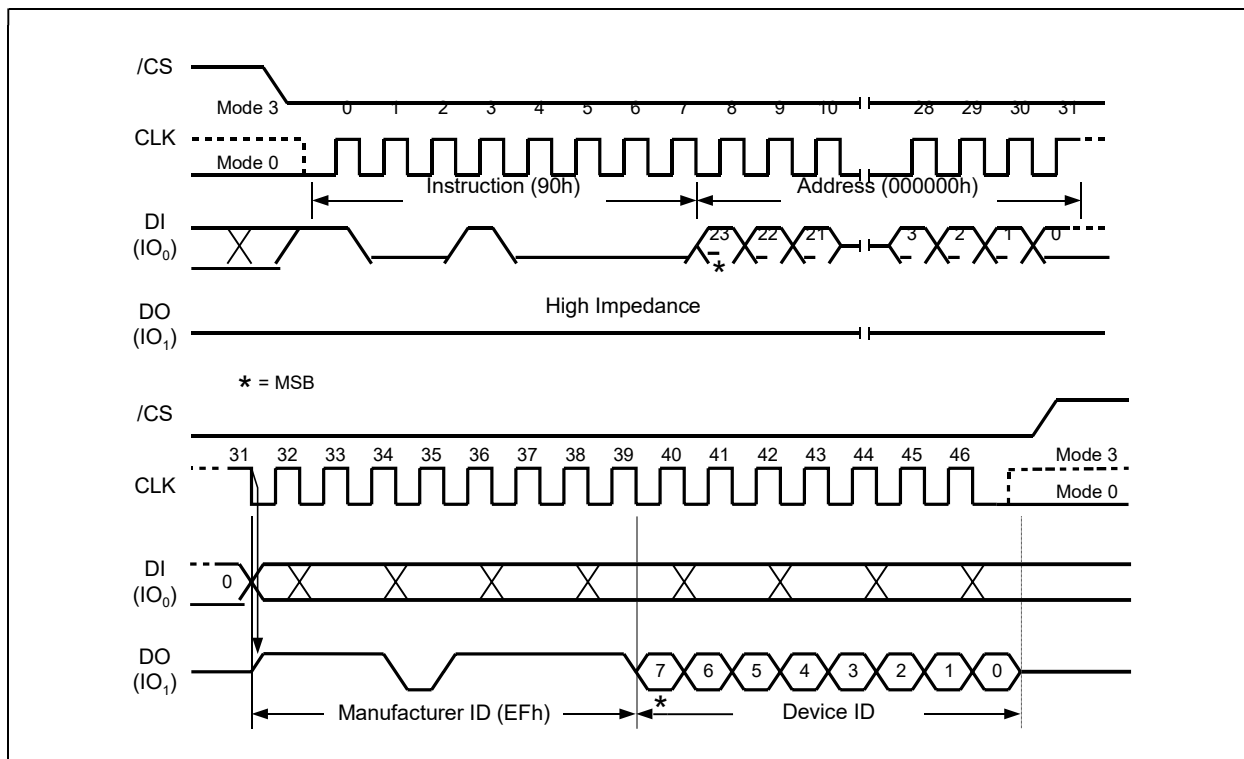 /CS
Mode 3 0 1 2 3 4 5 6 7 8 9 10 28 29 30 31
CLK
Mode 0
Instruction (90h) Address (000000h)
DI
(IO0)
23 22 21 3 2 1 0
*
High Impedance
DO
(IO1)
* = MSB
/CS
31 32 33 34 35 36 37 38 39 40 41 42 43 44 45 46 Mode 3
CLK
Mode 0
DI
(IO0)
0
DO
(IO1)
7 6 5 4 3 2 1 0
*
Manufacturer ID (EFh) Device ID